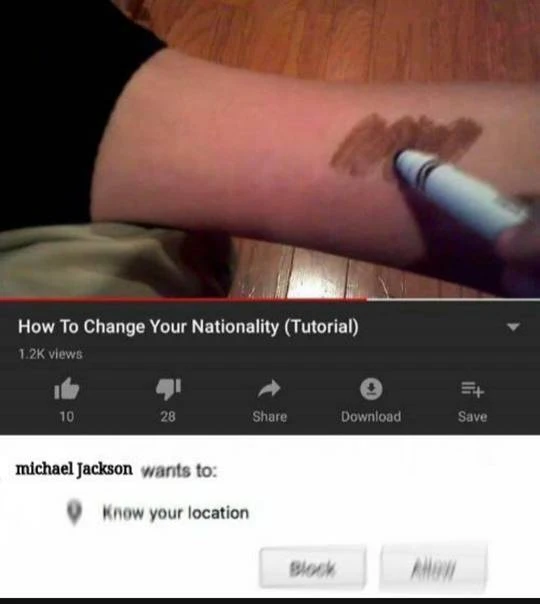 How To Change Your Nationality (Tutorial)
1.2K views
10 28 Share Download Save
michael Jackson wants to:
Know your location
Block Allow